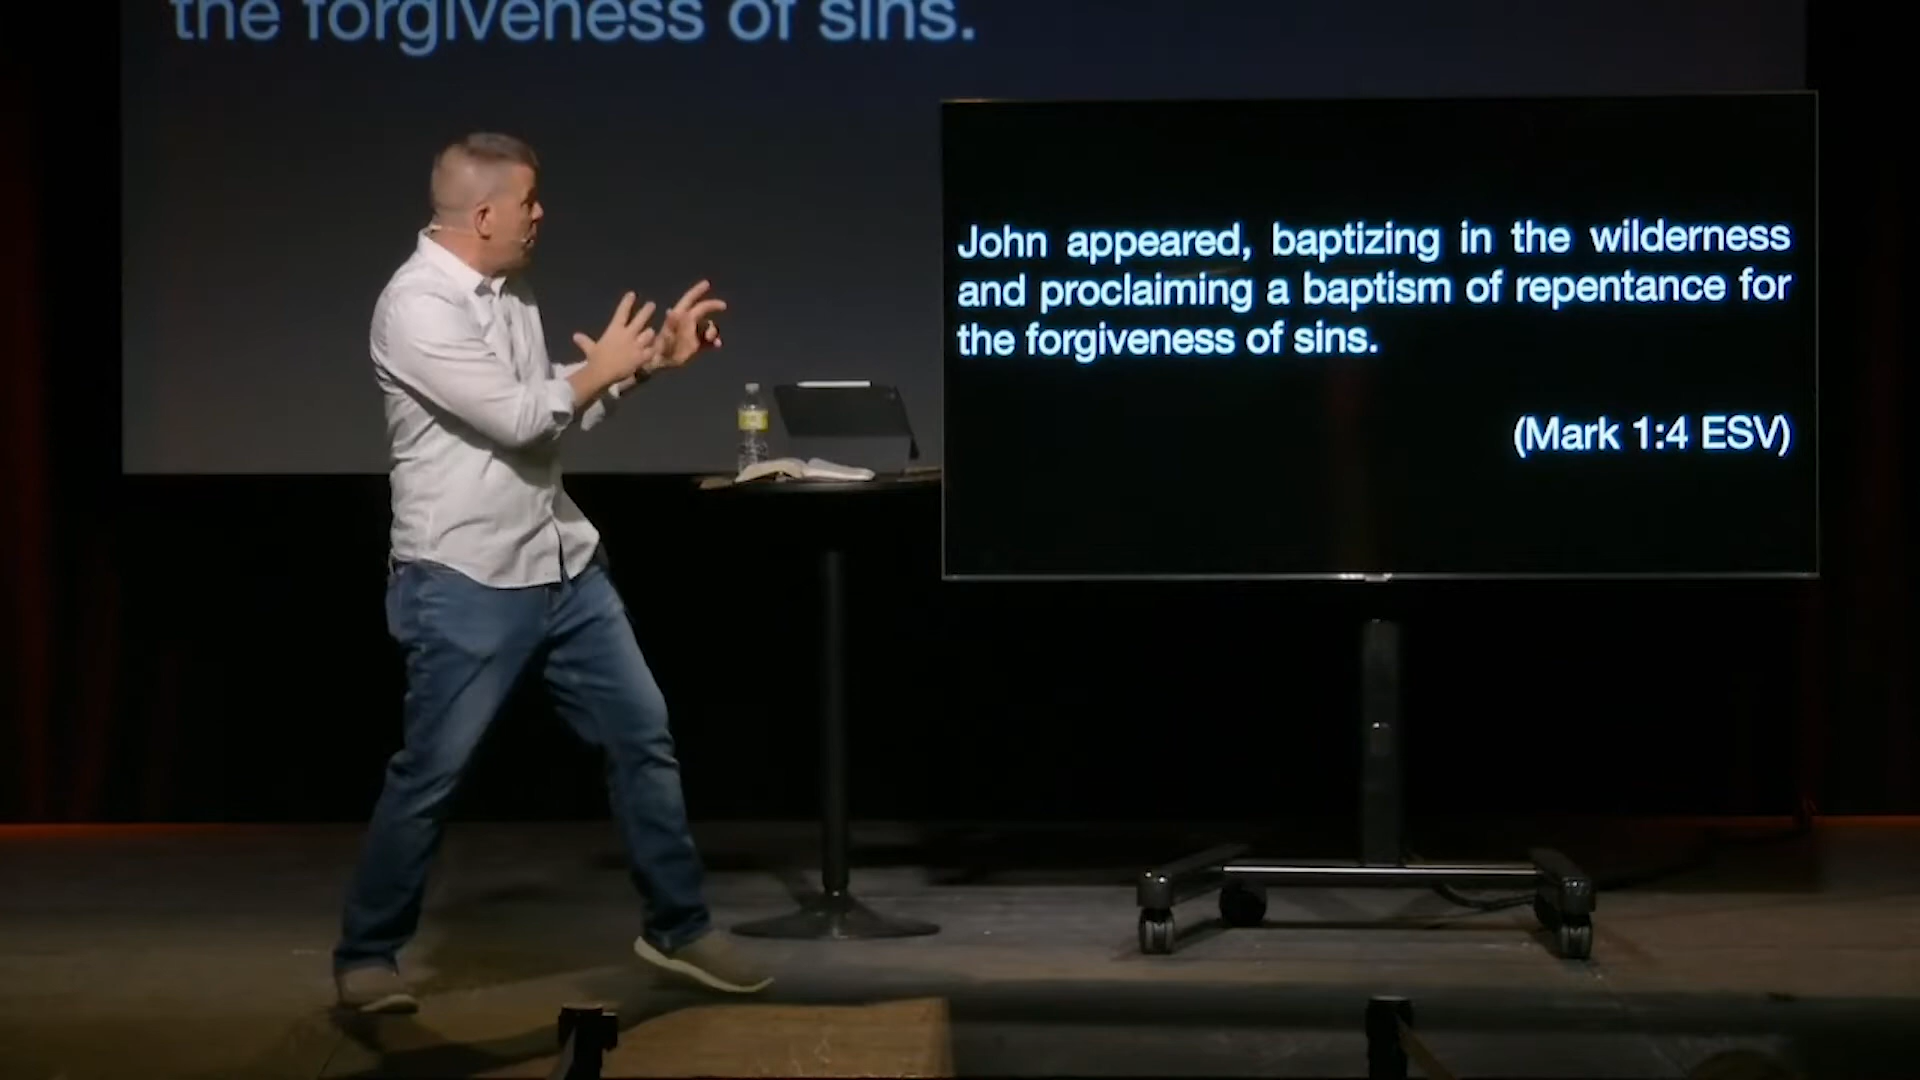 the forgiveness of sins.
John appeared, baptizing in the wilderness
and proclaiming a baptism of repentance for
the forgiveness of sins.
(Mark 1:4 ESV)